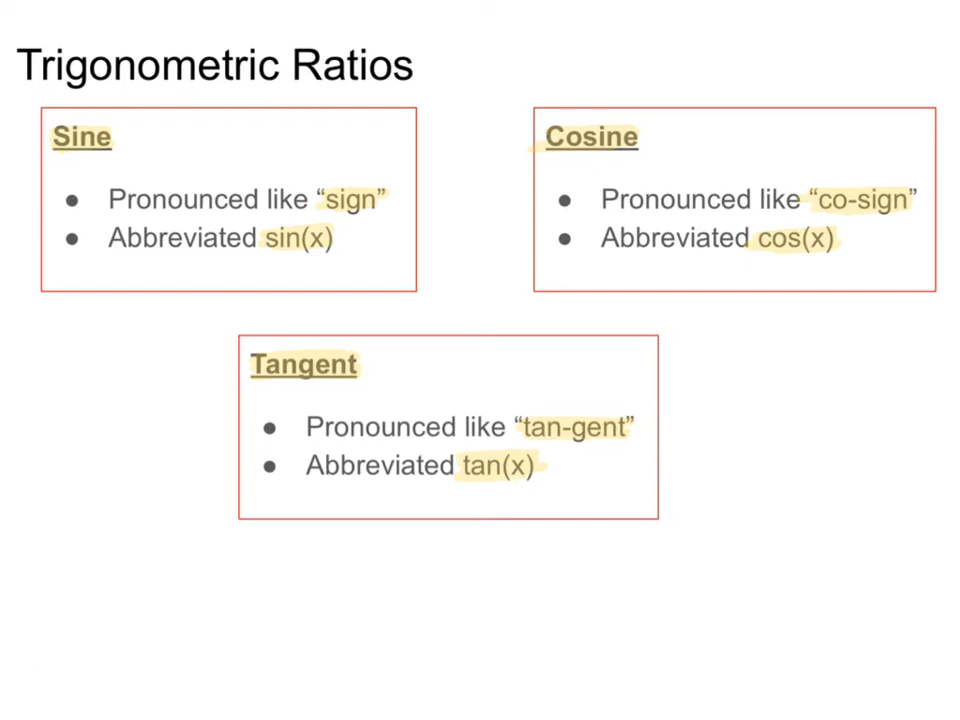 Trigonometric Ratios
Sine
● Pronounced like “sign”
● Abbreviated sin(x)
Cosine
● Pronounced like “co-sign”
● Abbreviated cos(x)
Tangent
● Pronounced like “tan-gent”
● Abbreviated tan(x)